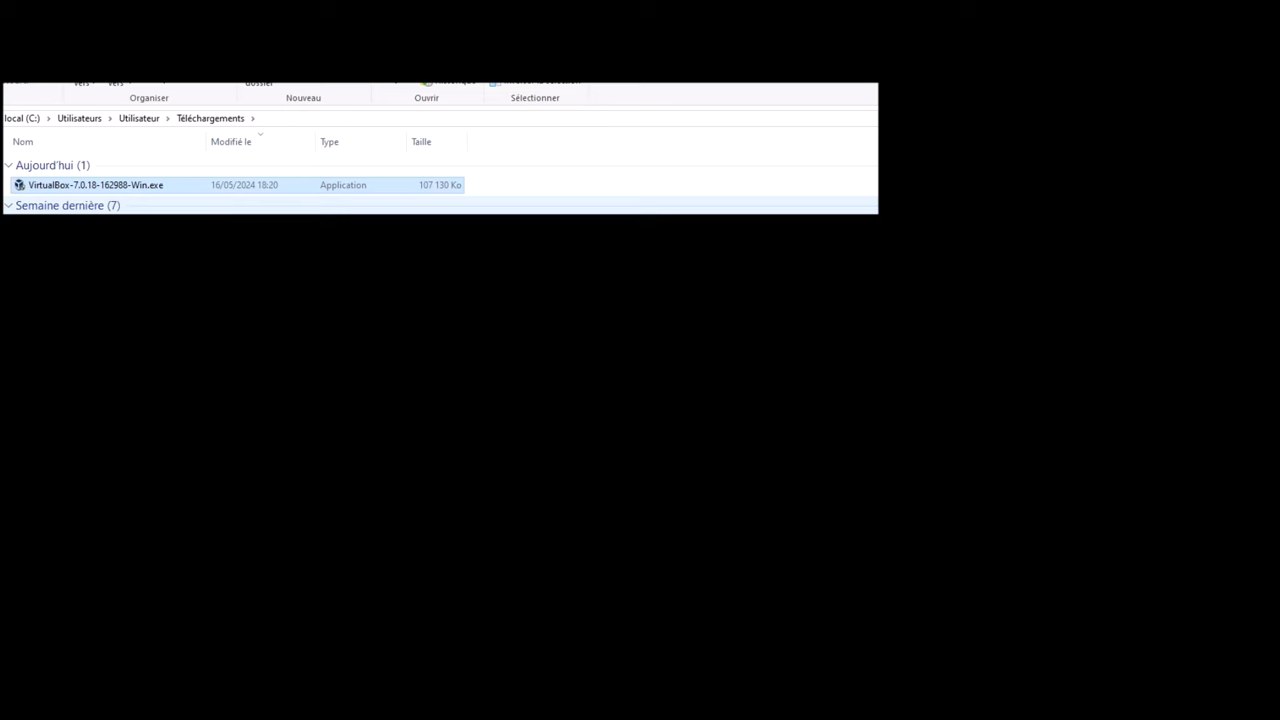 Organiser Nouveau Ouvrir Sélectionner
local (C:) › Utilisateurs › Utilisateur › Téléchargements ›
Nom Modifié le Type Taille
Aujourd'hui (1)
VirtualBox-7.0.18-162988-Win.exe 16/05/2024 18:20 Application 107 130 Ko
Semaine dernière (7)